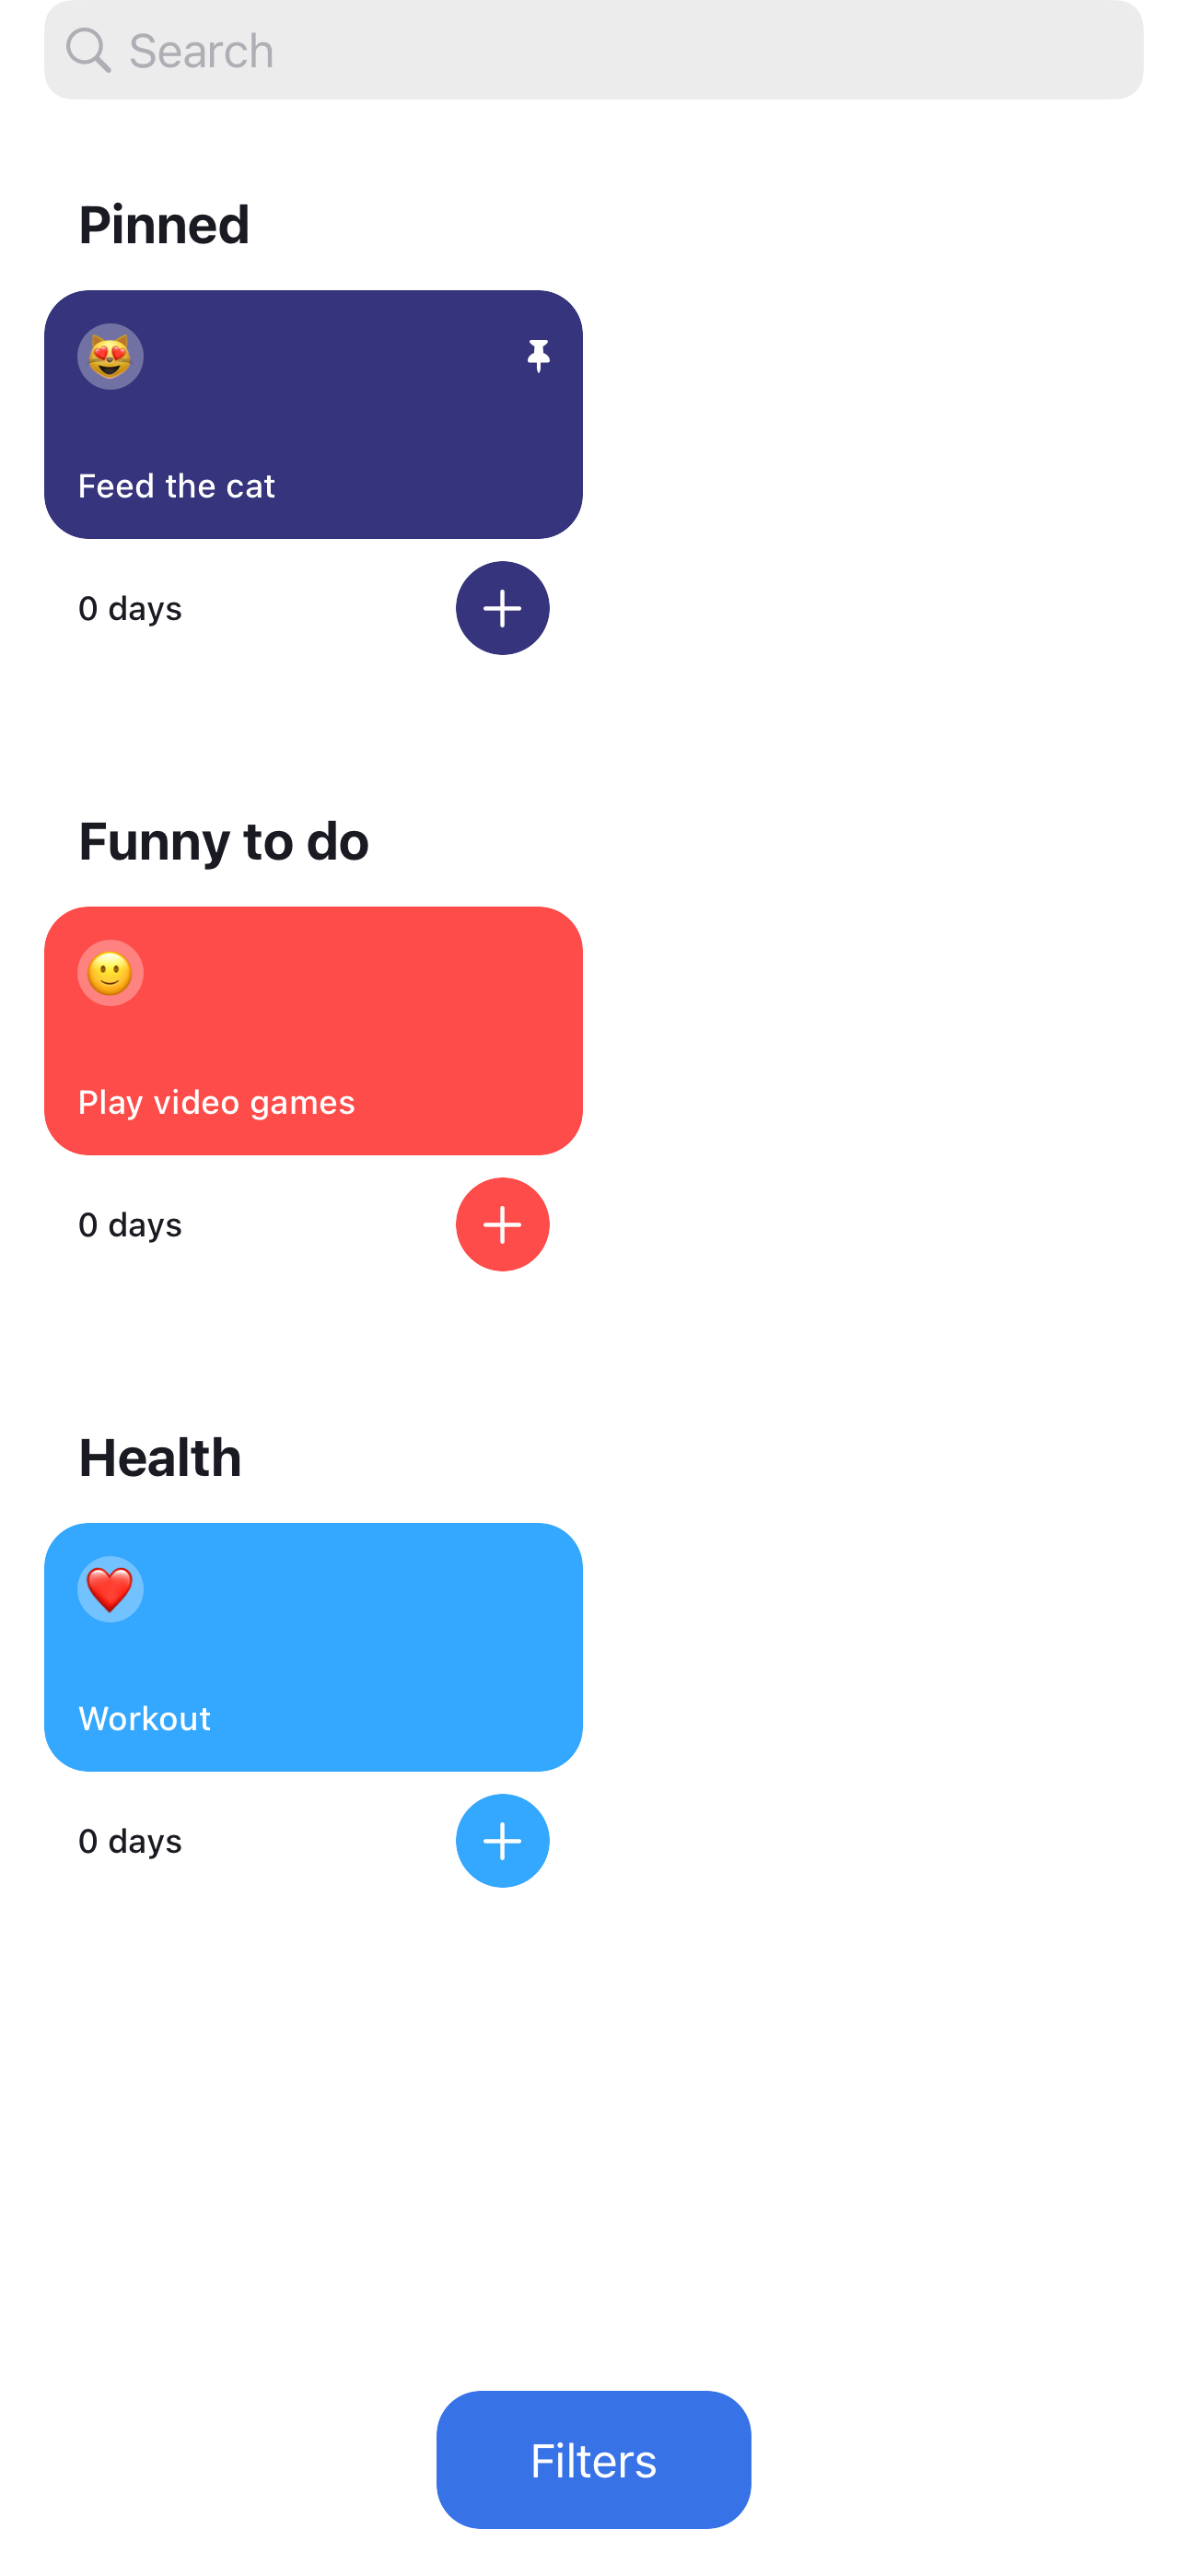 Search
Pinned
Feed the cat
0 days
Funny to do
Play video games
0 days
Health
Workout
0 days
Filters